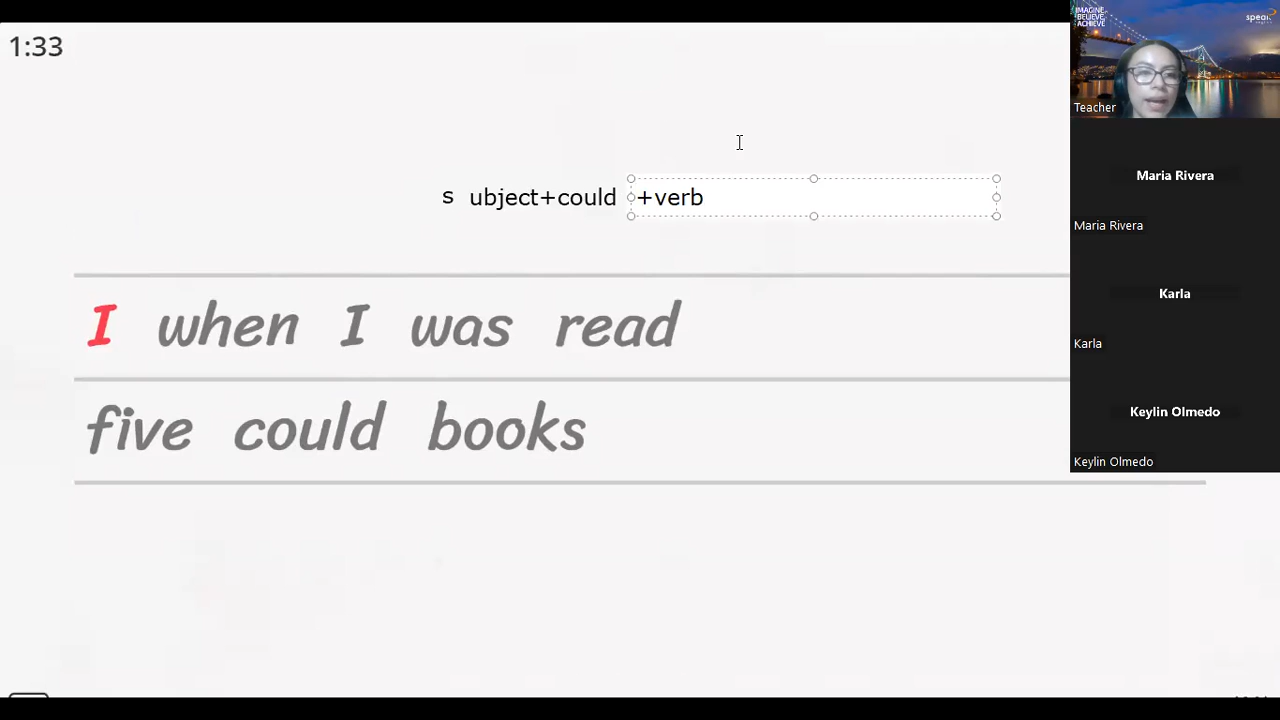 1:33
s ubject+could +verb
I when I was read
five could books
IMAGINE
BELIEVE
ACHIEVE
speak
Teacher
Maria Rivera
Maria Rivera
Karla
Karla
Keylin Olmedo
Keylin Olmedo